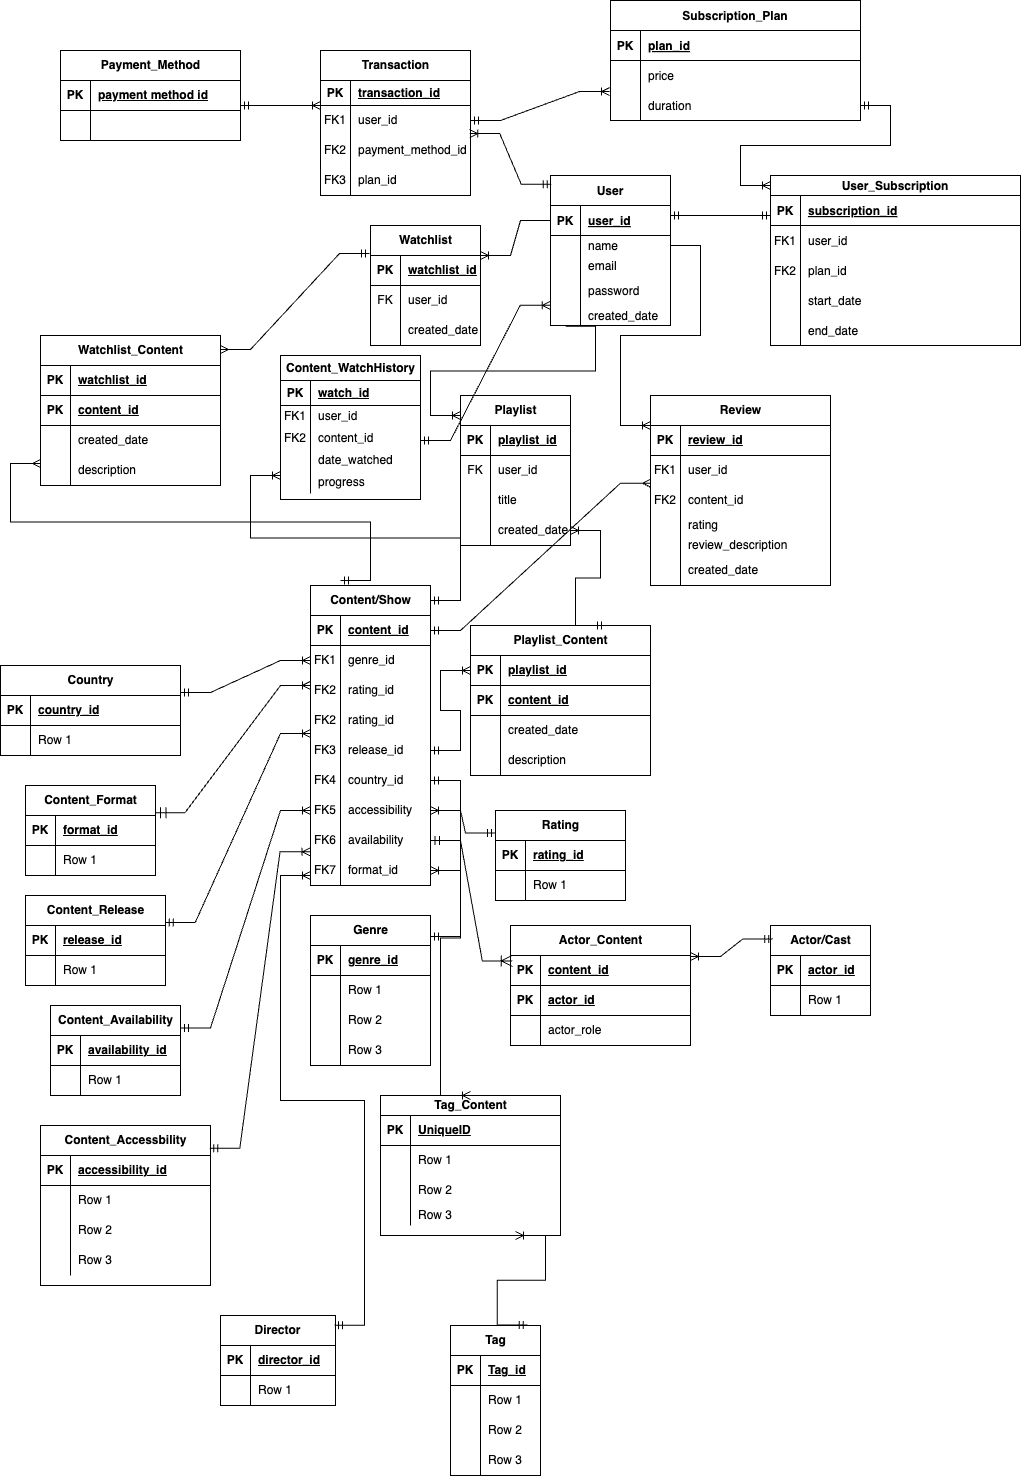 Subscription_Plan
PK plan_id
price
duration
Payment_Method
PK payment method id
Transaction
PK transaction_id
FK1 user_id
FK2 payment_method_id
FK3 plan_id
User
PK user_id
name
email
password
created_date
User_Subscription
PK subscription_id
FK1 user_id
FK2 plan_id
start_date
end_date
Watchlist
PK watchlist_id
FK user_id
created_date
Watchlist_Content
PK watchlist_id
PK content_id
created_date
description
Content_WatchHistory
PK watch_id
FK1 user_id
FK2 content_id
date_watched
progress
Playlist
PK playlist_id
FK user_id
title
created_date
Review
PK review_id
FK1 user_id
FK2 content_id
rating
review_description
created_date
Content/Show
PK content_id
FK1 genre_id
FK2 rating_id
FK2 rating_id
FK3 release_id
FK4 country_id
FK5 accessibility
FK6 availability
FK7 format_id
Playlist_Content
PK playlist_id
PK content_id
created_date
description
Country
PK country_id
Row 1
Content_Format
PK format_id
Row 1
Rating
PK rating_id
Row 1
Content_Release
PK release_id
Row 1
Genre
PK genre_id
Row 1
Row 2
Row 3
Actor_Content
PK content_id
PK actor_id
actor_role
Actor/Cast
PK actor_id
Row 1
Content_Availability
PK availability_id
Row 1
Tag_Content
PK UniqueID
Row 1
Row 2
Row 3
Content_Accessbility
PK accessibility_id
Row 1
Row 2
Row 3
Director
PK director_id
Row 1
Tag
PK Tag_id
Row 1
Row 2
Row 3